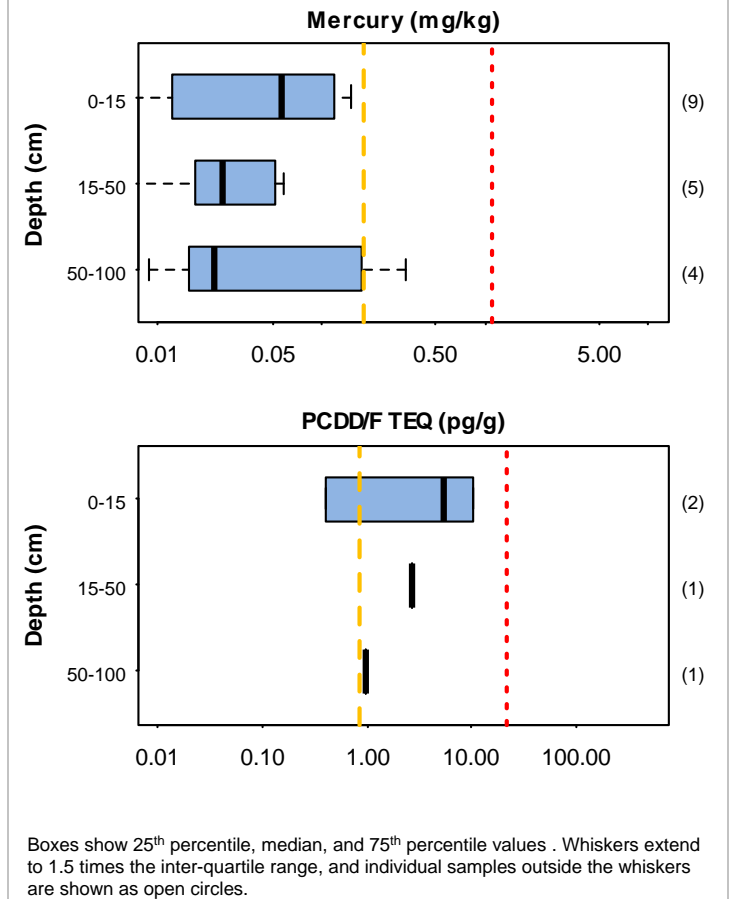 Mercury (mg/kg)
Depth (cm)
0-15
(9)
15-50
(5)
50-100
(4)
0.01 0.05 0.50 5.00
PCDD/F TEQ (pg/g)
Depth (cm)
0-15
(2)
15-50
(1)
50-100
(1)
0.01 0.10 1.00 10.00 100.00
Boxes show 25th percentile, median, and 75th percentile values . Whiskers extend
to 1.5 times the inter-quartile range, and individual samples outside the whiskers
are shown as open circles.